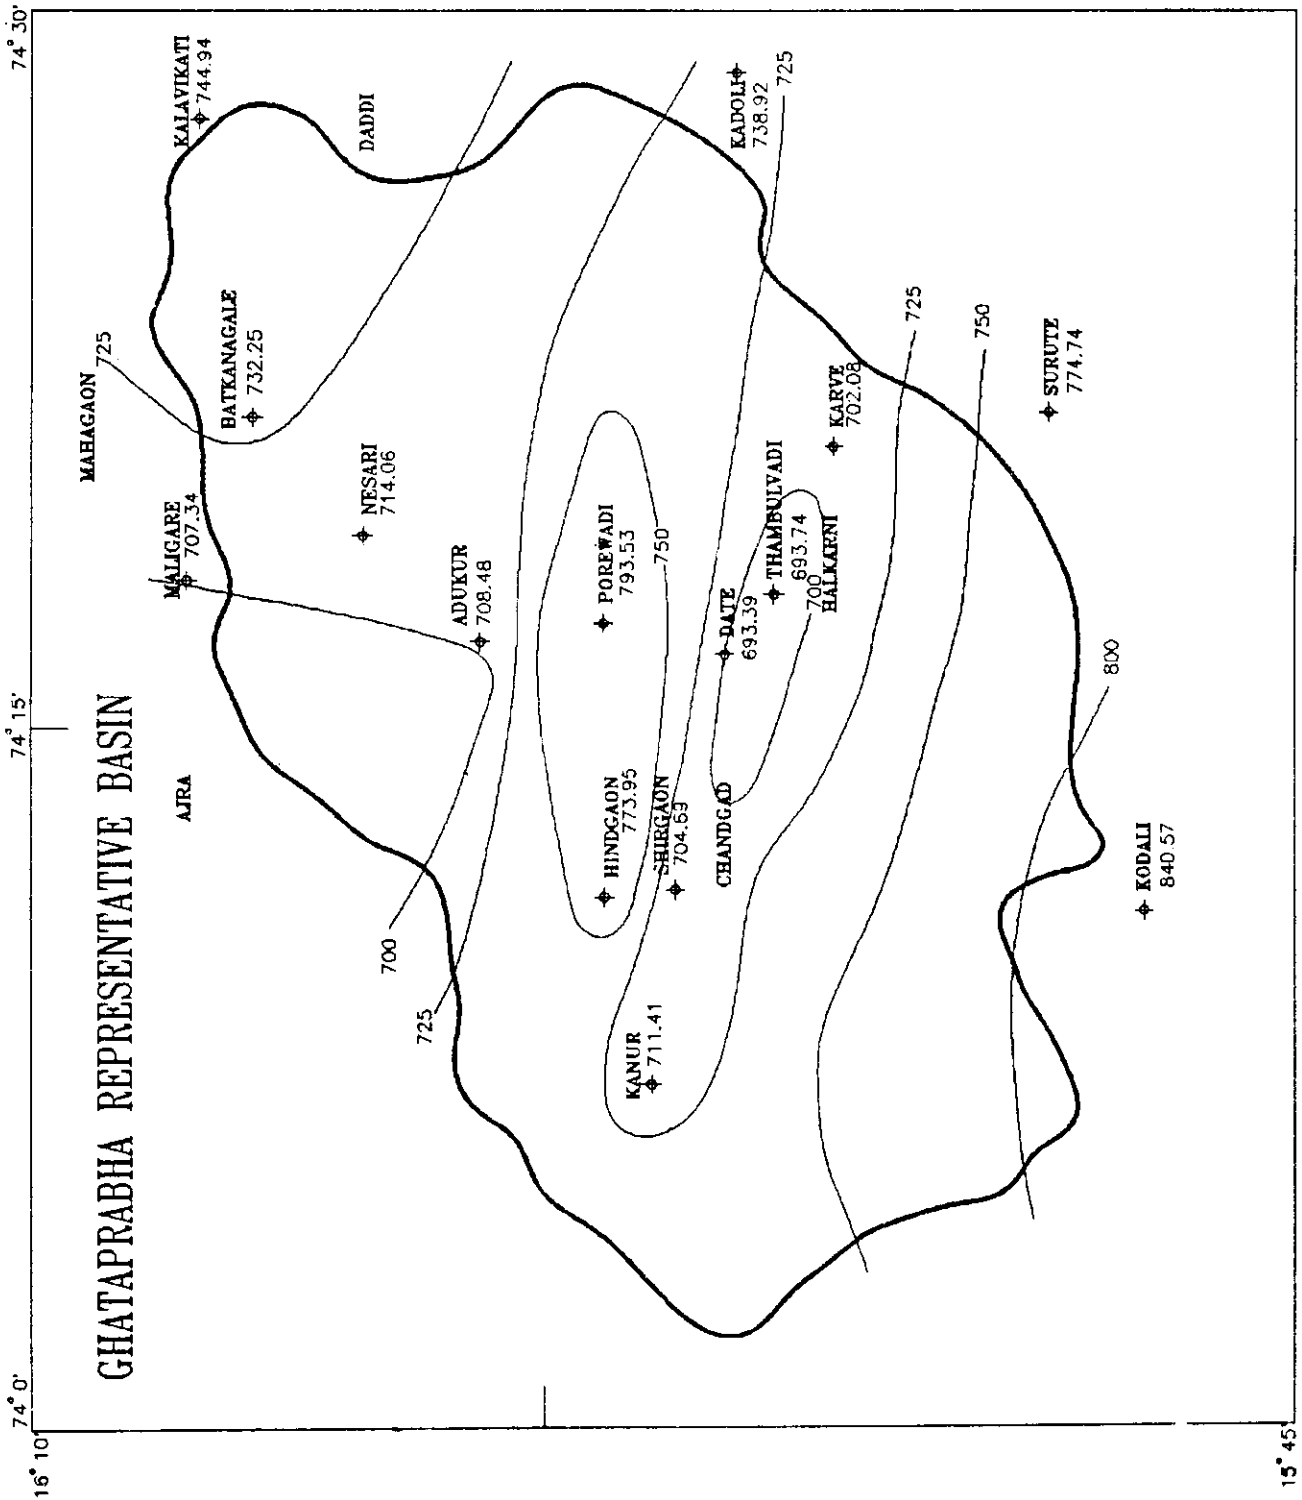 GHATAPRABHA REPRESENTATIVE BASIN
74° 0'
74° 15'
74° 30'
16° 10'
15° 45'
MAHAGAON
725
KALAVIKATI
744.94
MALIGARE
707.34
AJRA
BATKANAGALE
732.25
DADDI
NESARI
714.06
700
ADUKUR
708.48
725
HINDGAON
773.95
POREWADI
793.53
750
KANUR
711.41
SHIRGAON
704.69
CHANDGAD
DATE
693.39
KADOLI
738.92
725
THAMBULVADI
693.74
700
HALKARNI
KARVE
702.08
725
750
SURUTE
774.74
800
KODALI
840.57